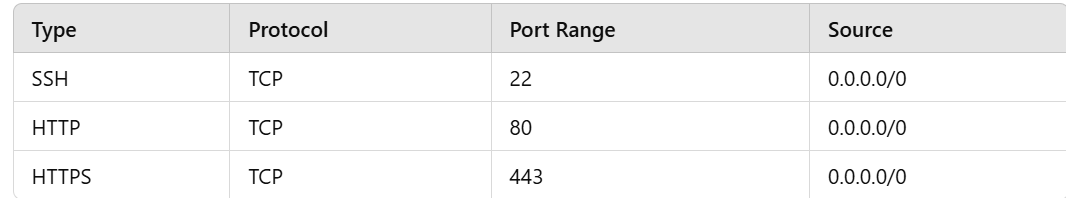 Type Protocol Port Range Source
SSH TCP 22 0.0.0.0/0
HTTP TCP 80 0.0.0.0/0
HTTPS TCP 443 0.0.0.0/0